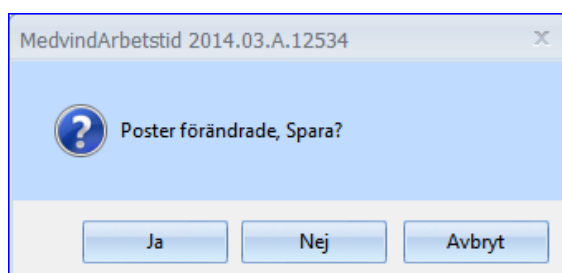 MedvindArbetstid 2014.03.A.12534
Poster förändrade, Spara?
Ja Nej Avbryt